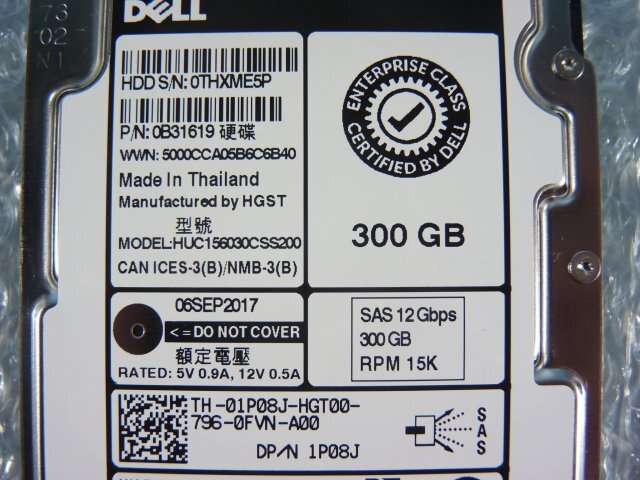 73
02
N1
DELL
HDD S/N: 0THXME5P
P/N: 0B31619 硬碟
WWN: 5000CCA05B6C6B40
Made In Thailand
Manufactured by HGST
型號
MODEL:HUC156030CSS200
CAN ICES-3(B)/NMB-3(B)
ENTERPRISE CLASS
CERTIFIED BY DELL
300 GB
06SEP2017
<=DO NOT COVER
額定電壓
RATED: 5V 0.9A, 12V 0.5A
SAS 12 Gbps
300 GB
RPM 15K
TH -01P08J-HGT00-
796-0FVN-A00
DP/N 1P08J
SAS